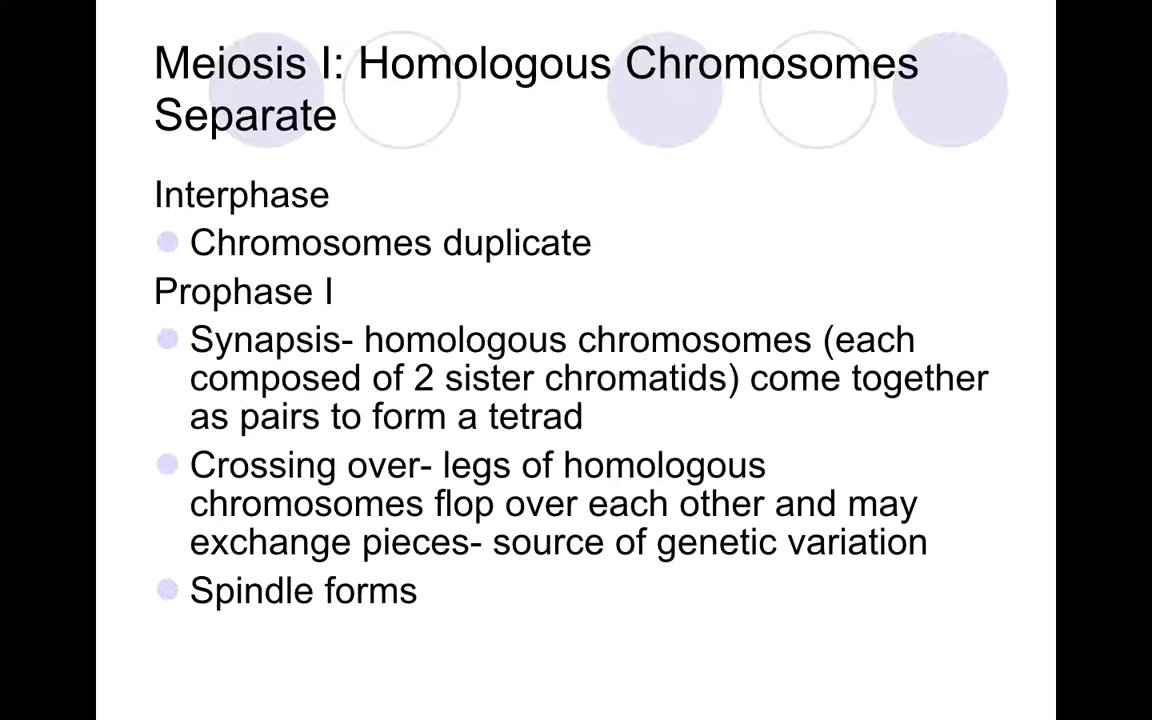 Meiosis I: Homologous Chromosomes
Separate
Interphase
Chromosomes duplicate
Prophase I
Synapsis- homologous chromosomes (each
composed of 2 sister chromatids) come together
as pairs to form a tetrad
Crossing over- legs of homologous
chromosomes flop over each other and may
exchange pieces- source of genetic variation
Spindle forms